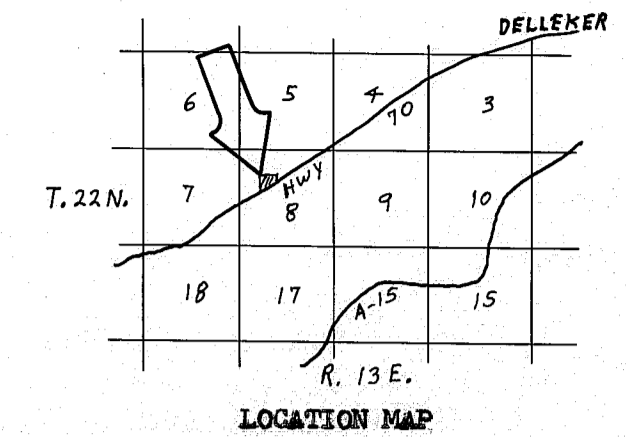 DELLEKER
6 5 4 3
70
T. 22 N. 7 HWY 8 9 10
18 17 A-15 15
R. 13 E.
LOCATION MAP